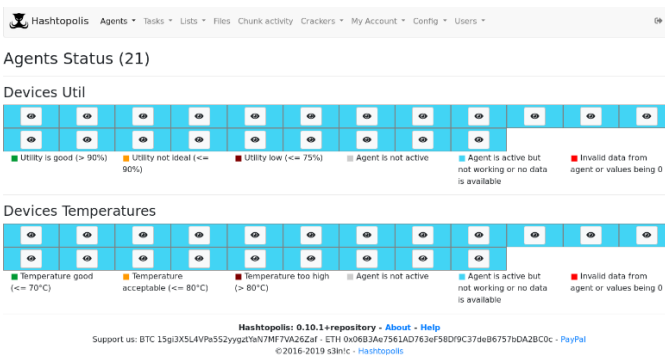 Hashtopolis Agents Tasks Lists Files Chunk activity Crackers My Account Config Users
Agents Status (21)
Devices Util
Utility is good (> 90%) Utility not ideal (<= 90%) Utility low (<= 75%) Agent is not active Agent is active but not working or no data is available Invalid data from agent or values being 0
Devices Temperatures
Temperature good (<= 70°C) Temperature acceptable (<= 80°C) Temperature too high (> 80°C) Agent is not active Agent is active but not working or no data is available Invalid data from agent or values being 0
Hashtopolis: 0.10.1+repository - About - Help
Support us: BTC 15gi3X5L4VPa5S2yygztYaN7MF7VA26Zaf - ETH 0x06B3Ae7561AD763eF58Df9C37deB6757bDA2BC0c - PayPal
©2016-2019 s3in!c - Hashtopolis